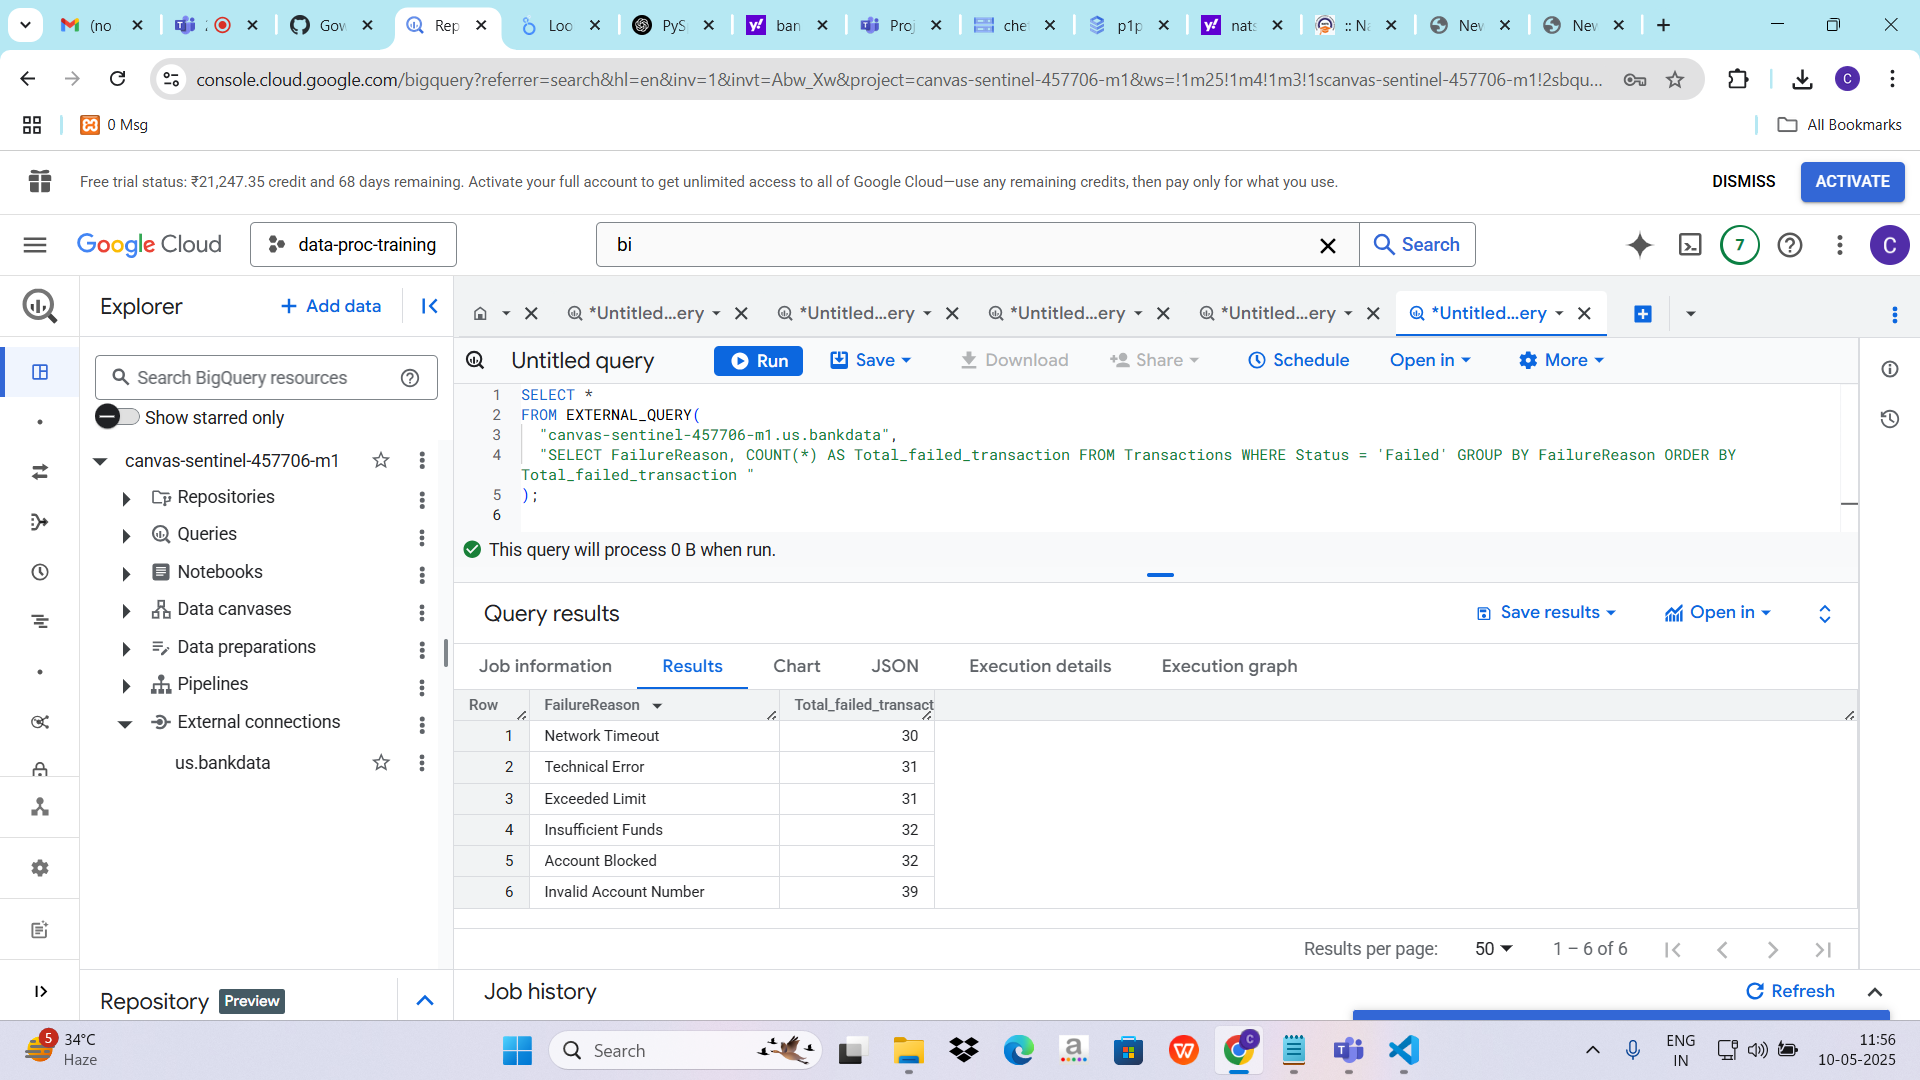 (no
2
Gow
Rep
Loo
PyS
ban
Proj
che
p1p
nats
:: Na
New
New
console.cloud.google.com/bigquery?referrer=search&hl=en&inv=1&invt=Abw_Xw&project=canvas-sentinel-457706-m1&ws=!1m25!1m4!1m3!1scanvas-sentinel-457706-m1!2sbqu...
C
0 Msg
All Bookmarks
Free trial status: ₹21,247.35 credit and 68 days remaining. Activate your full account to get unlimited access to all of Google Cloud—use any remaining credits, then pay only for what you use.
DISMISS
ACTIVATE
Google Cloud
data-proc-training
bi
Search
7
C
Explorer
+ Add data
*Untitled...ery
*Untitled...ery
*Untitled...ery
*Untitled...ery
*Untitled...ery
Untitled query
Run
Save
Download
Share
Schedule
Open in
More
Search BigQuery resources
Show starred only
canvas-sentinel-457706-m1
Repositories
Queries
Notebooks
Data canvases
Data preparations
Pipelines
External connections
us.bankdata
Repository Preview
1 SELECT *
2 FROM EXTERNAL_QUERY(
3 "canvas-sentinel-457706-m1.us.bankdata",
4 "SELECT FailureReason, COUNT(*) AS Total_failed_transaction FROM Transactions WHERE Status = 'Failed' GROUP BY FailureReason ORDER BY
Total_failed_transaction "
5 );
6
This query will process 0 B when run.
Query results
Save results
Open in
Job information
Results
Chart
JSON
Execution details
Execution graph
Row FailureReason Total_failed_transact
1 Network Timeout 30
2 Technical Error 31
3 Exceeded Limit 31
4 Insufficient Funds 32
5 Account Blocked 32
6 Invalid Account Number 39
Results per page: 50 1 – 6 of 6
Job history
Refresh
5
34°C
Haze
Search
C
ENG
IN
11:56
10-05-2025